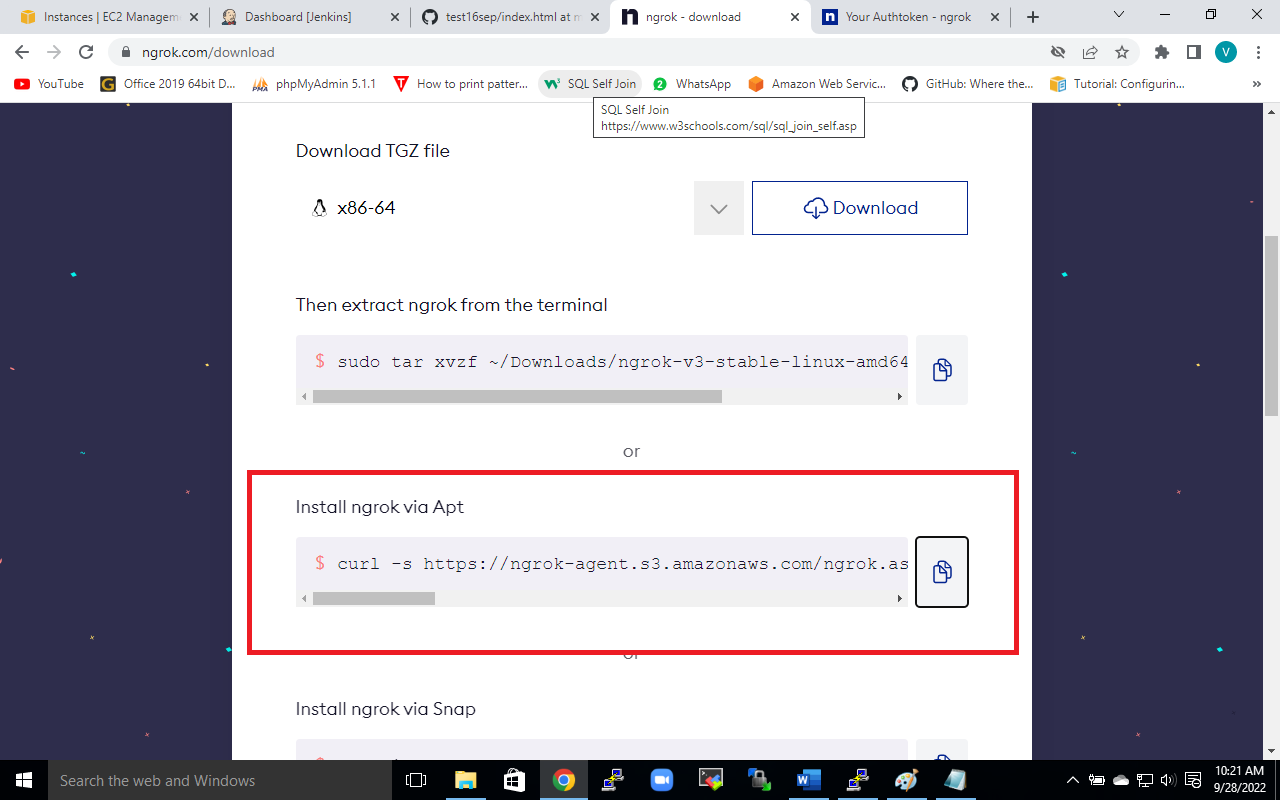 Instances | EC2 Managem
Dashboard [Jenkins]
test16sep/index.html at m
ngrok - download
Your Authtoken - ngrok
ngrok.com/download
V
YouTube
Office 2019 64bit D...
phpMyAdmin 5.1.1
How to print patter...
SQL Self Join
WhatsApp
Amazon Web Servic...
GitHub: Where the...
Tutorial: Configurin...
»
SQL Self Join
https://www.w3schools.com/sql/sql_join_self.asp
Download TGZ file
x86-64
Download
Then extract ngrok from the terminal
$ sudo tar xvzf ~/Downloads/ngrok-v3-stable-linux-amd64
or
Install ngrok via Apt
$ curl -s https://ngrok-agent.s3.amazonaws.com/ngrok.as
or
Install ngrok via Snap
Search the web and Windows
10:21 AM
9/28/2022